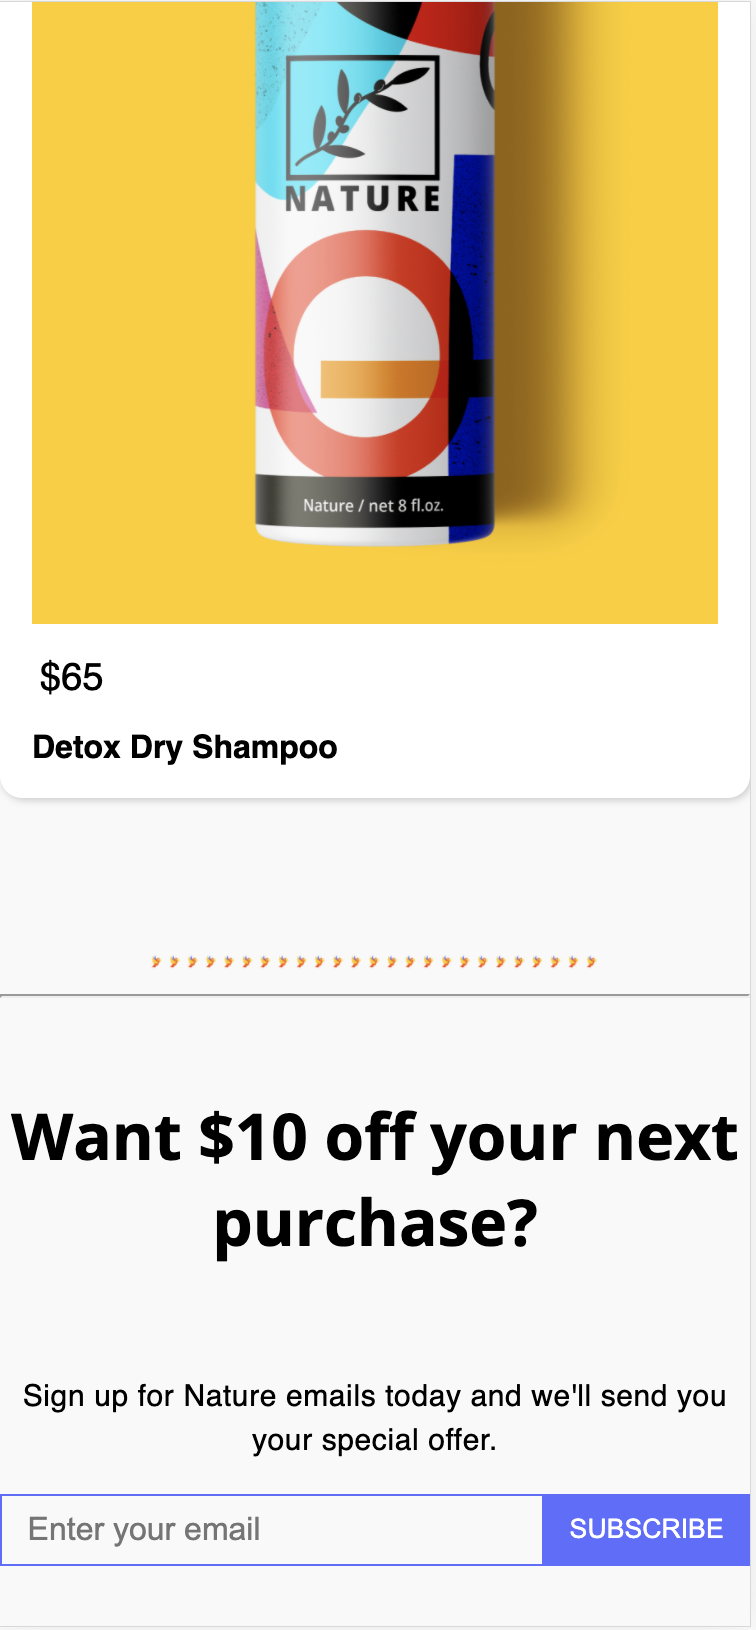 NATURE
Nature / net 8 fl.oz.
$65
Detox Dry Shampoo
Want $10 off your next
purchase?
Sign up for Nature emails today and we'll send you
your special offer.
Enter your email
SUBSCRIBE